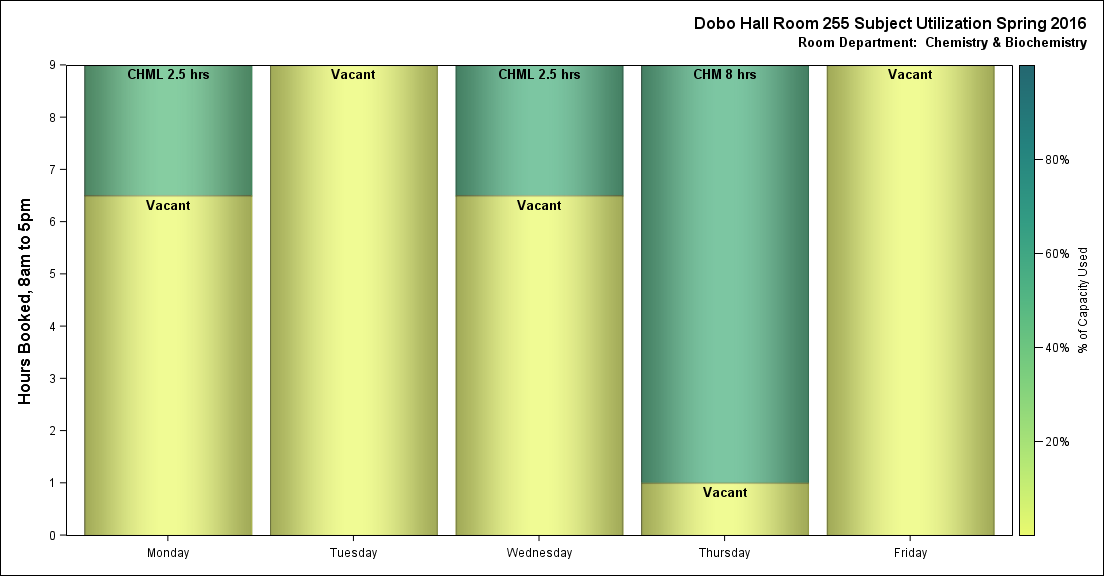 Dobo Hall Room 255 Subject Utilization Spring 2016
Room Department:  Chemistry & Biochemistry
Hours Booked, 8am to 5pm
9
8
7
6
5
4
3
2
1
0
CHML 2.5 hrs
Vacant
Vacant
CHML 2.5 hrs
Vacant
CHM 8 hrs
Vacant
Vacant
Monday
Tuesday
Wednesday
Thursday
Friday
80%
60%
40%
20%
% of Capacity Used